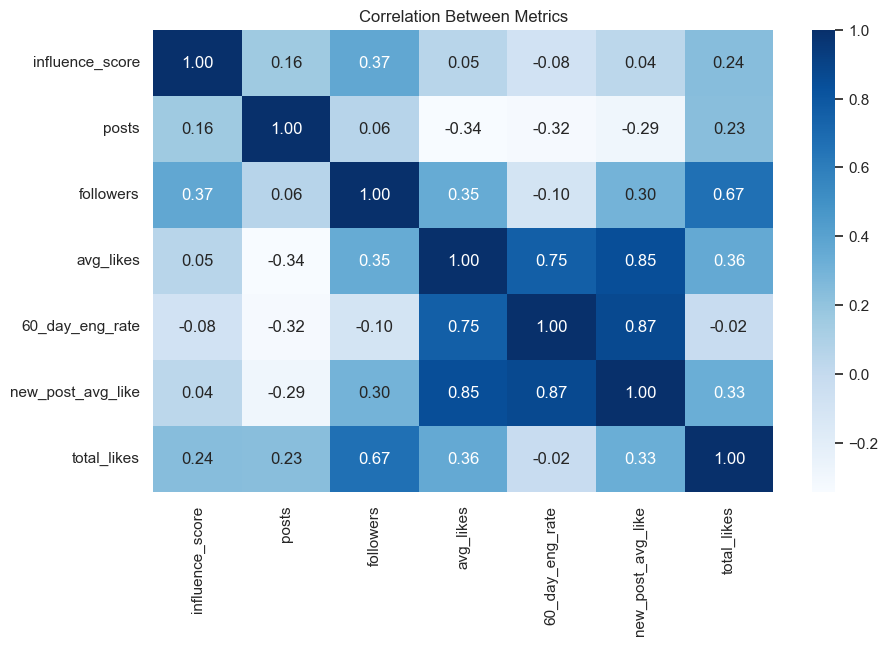 Correlation Between Metrics
influence_score 1.00 0.16 0.37 0.05 -0.08 0.04 0.24
posts 0.16 1.00 0.06 -0.34 -0.32 -0.29 0.23
followers 0.37 0.06 1.00 0.35 -0.10 0.30 0.67
avg_likes 0.05 -0.34 0.35 1.00 0.75 0.85 0.36
60_day_eng_rate -0.08 -0.32 -0.10 0.75 1.00 0.87 -0.02
new_post_avg_like 0.04 -0.29 0.30 0.85 0.87 1.00 0.33
total_likes 0.24 0.23 0.67 0.36 -0.02 0.33 1.00
influence_score
posts
followers
avg_likes
60_day_eng_rate
new_post_avg_like
total_likes
1.0
0.8
0.6
0.4
0.2
0.0
−0.2